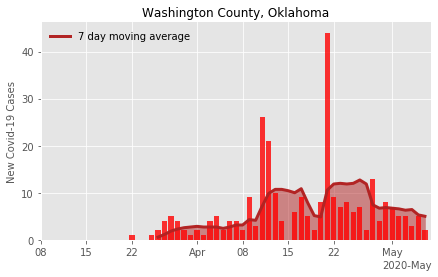 Washington County, Oklahoma
7 day moving average
New Covid-19 Cases
40
30
20
10
0
08 15 22 Apr 08 15 22 May
2020-May